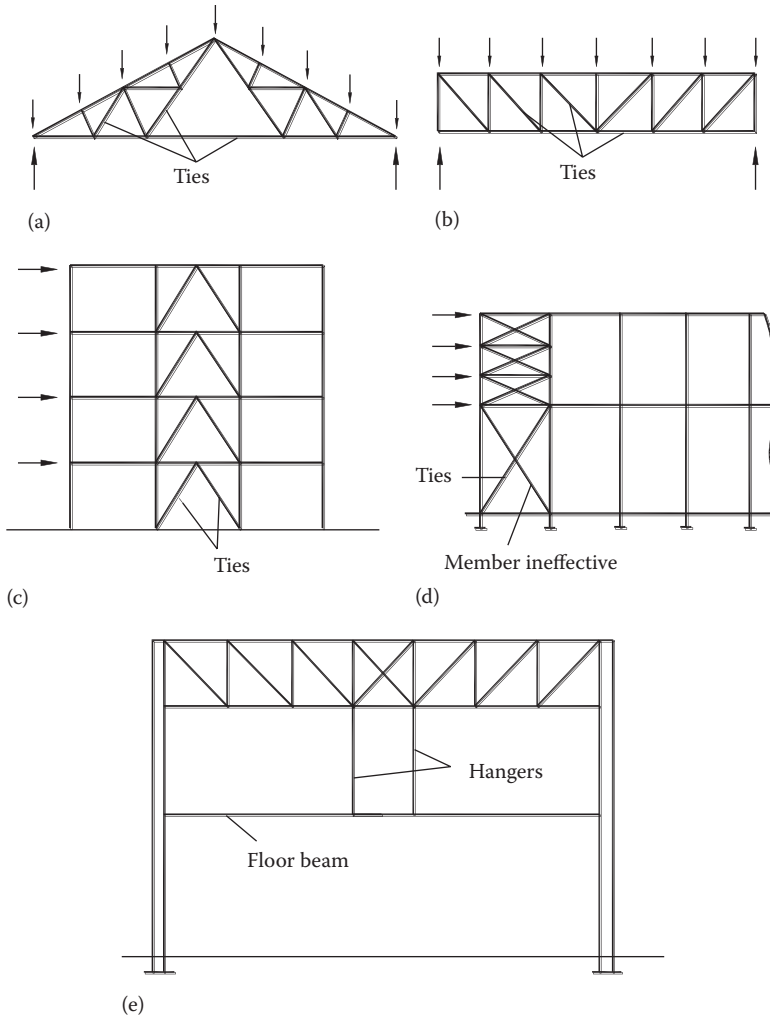 Ties
Ties
(a)
(b)
Ties
Member ineffective
Ties
(c)
(d)
Hangers
Floor beam
(e)